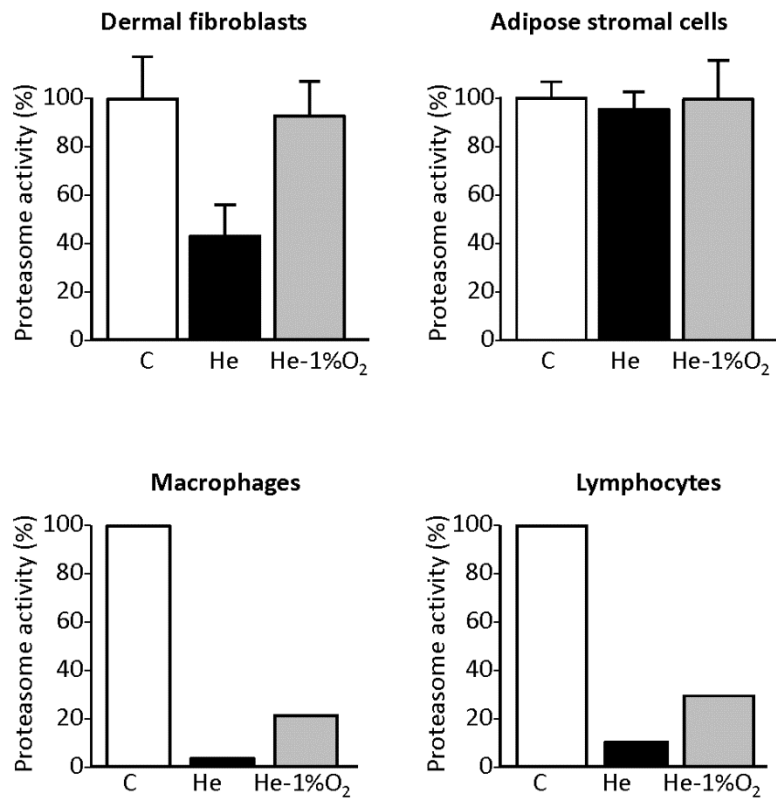 Dermal fibroblasts
Proteasome activity (%)
100
80
60
40
20
0
C He He-1%O₂
Adipose stromal cells
Proteasome activity (%)
100
80
60
40
20
0
C He He-1%O₂
Macrophages
Proteasome activity (%)
100
80
60
40
20
0
C He He-1%O₂
Lymphocytes
Proteasome activity (%)
100
80
60
40
20
0
C He He-1%O₂